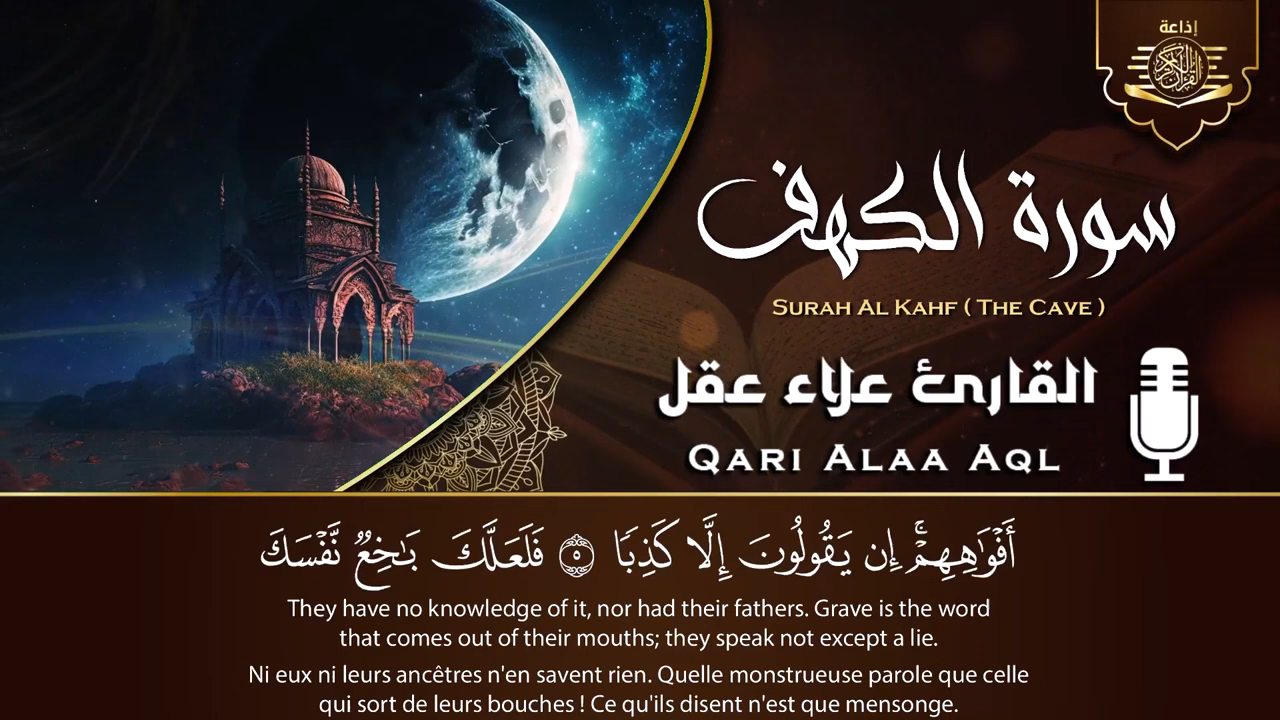 إذاعة
القرآن الكريم
سورة الكهف
SURAH AL KAHF ( THE CAVE )
القارئ علاء عقل
QARI ALAA AQL
أَفْوَٰهِهِمْ ۚ إِن يَقُولُونَ إِلَّا كَذِبًا ۝٥ فَلَعَلَّكَ بَـٰخِعٌۭ نَّفْسَكَ
They have no knowledge of it, nor had their fathers. Grave is the word
that comes out of their mouths; they speak not except a lie.
Ni eux ni leurs ancêtres n'en savent rien. Quelle monstrueuse parole que celle
qui sort de leurs bouches ! Ce qu'ils disent n'est que mensonge.